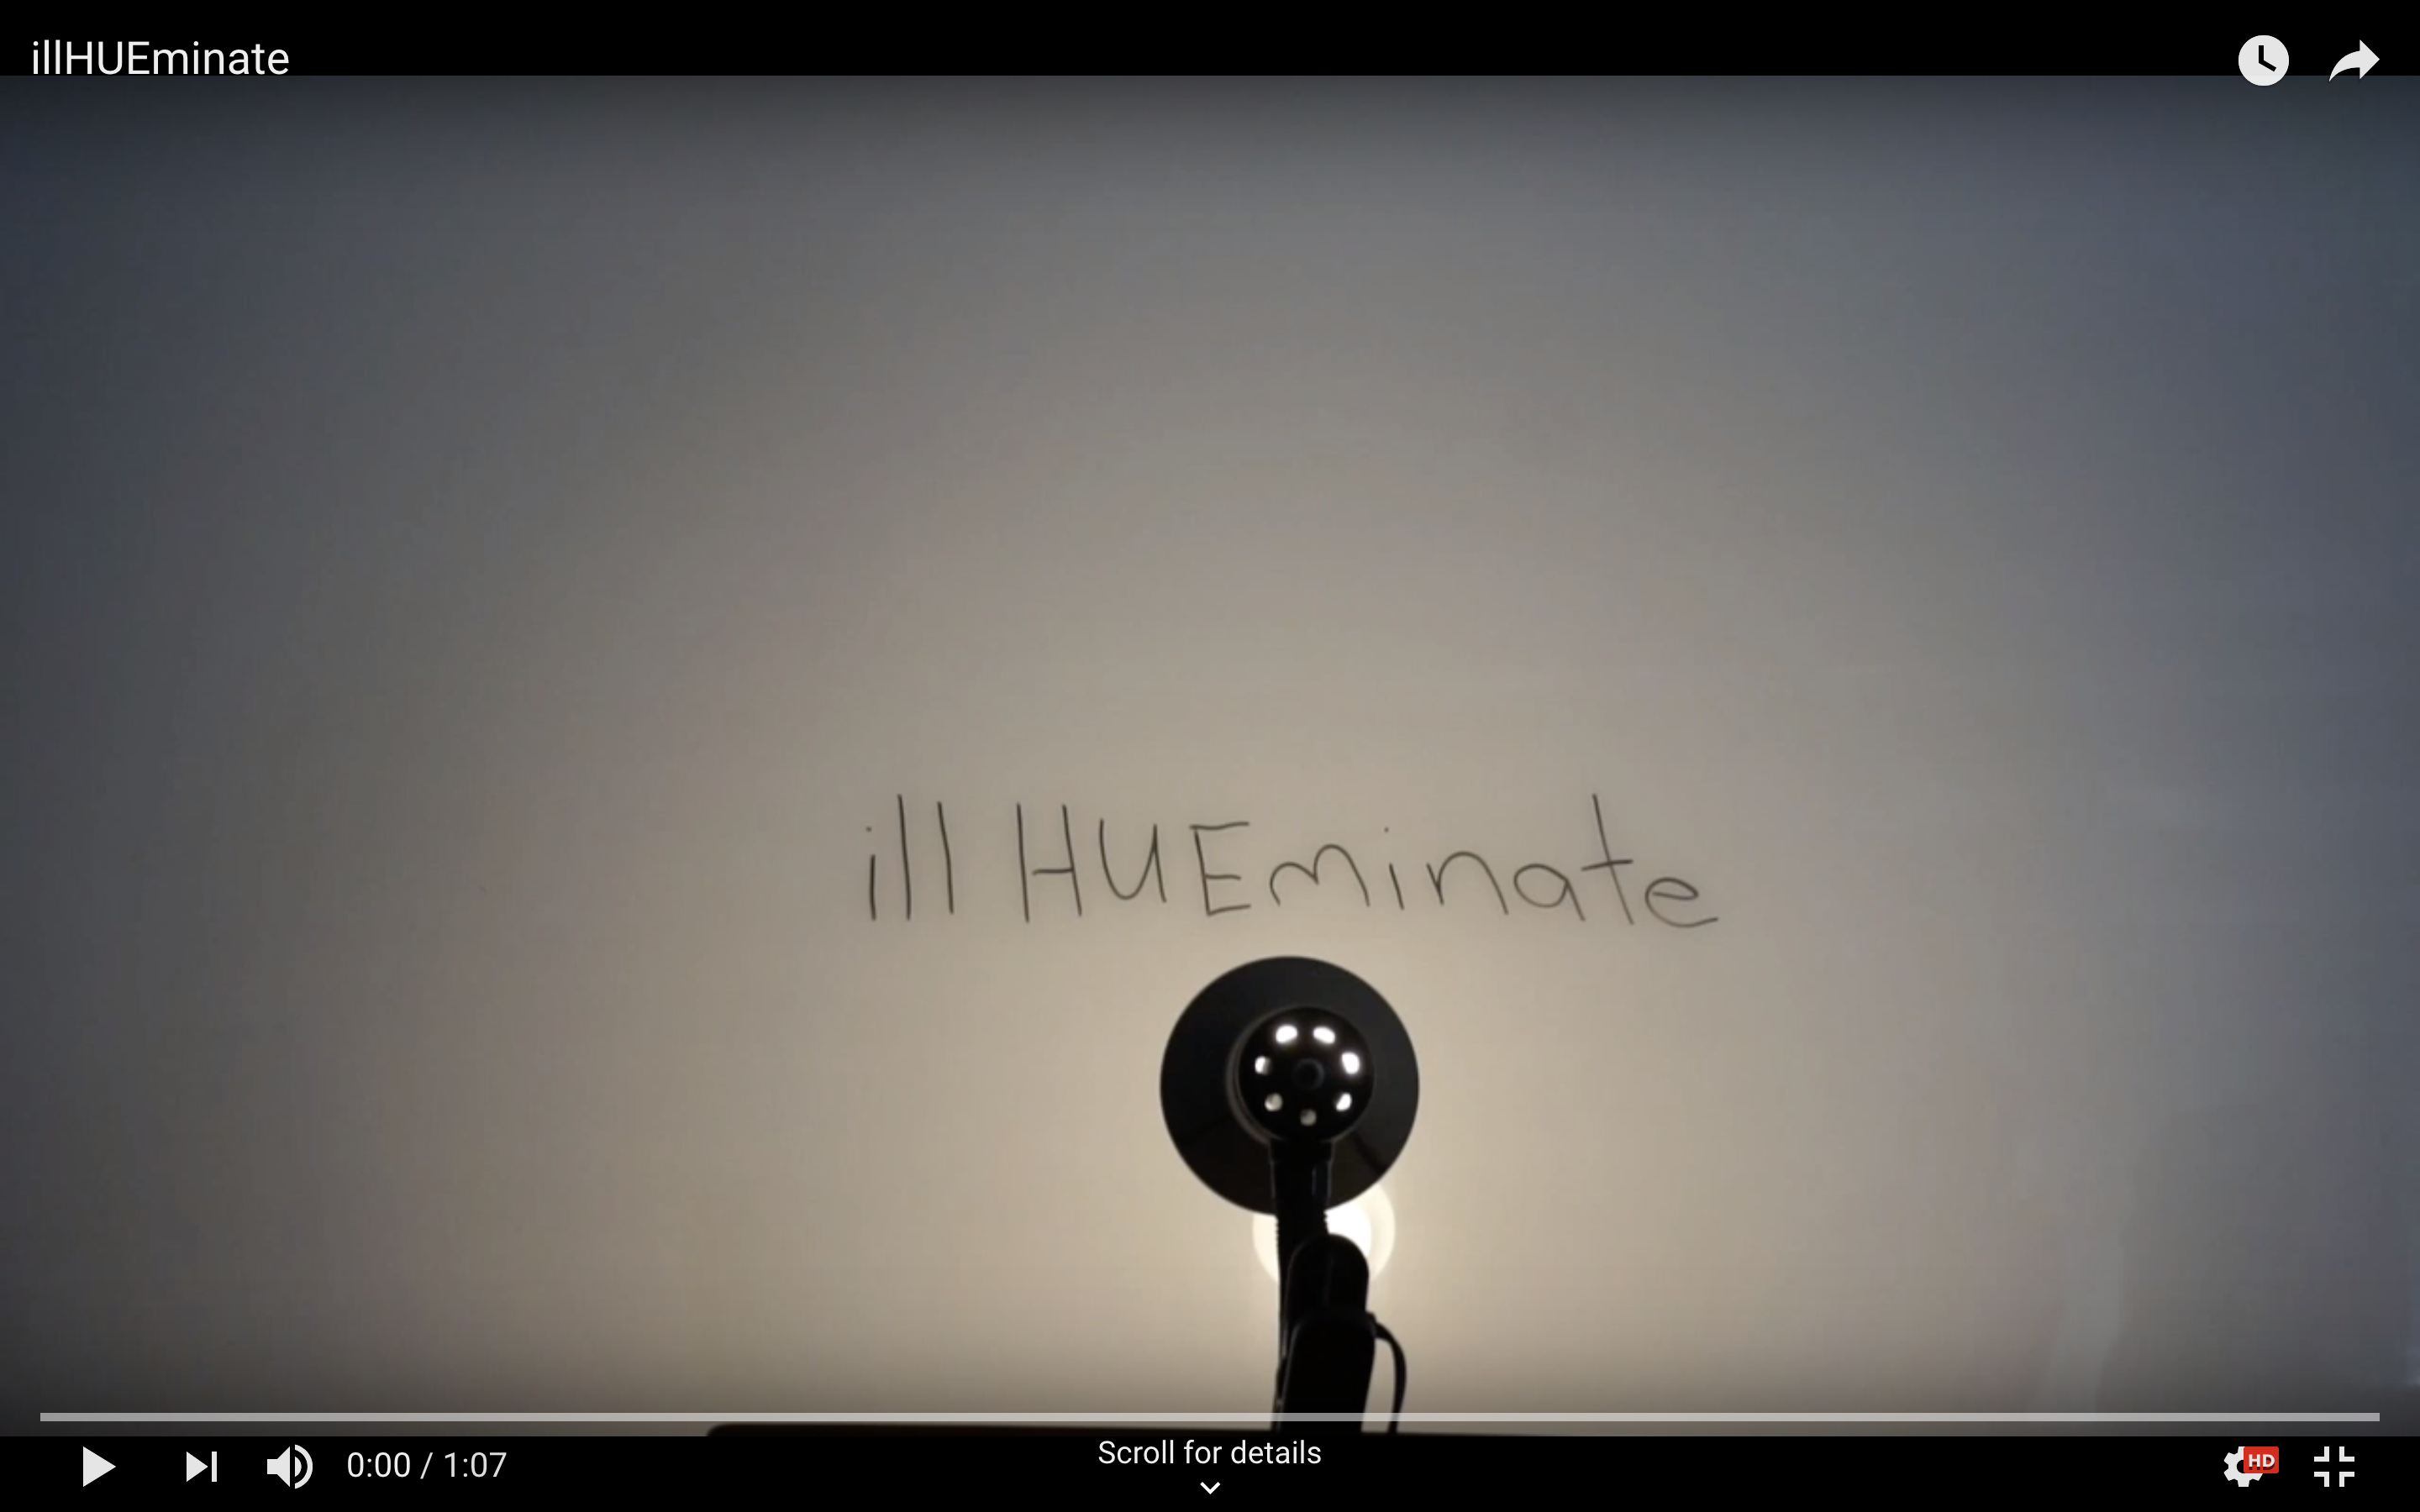 illHUEminate
ill HUEminate
0:00 / 1:07
Scroll for details
HD